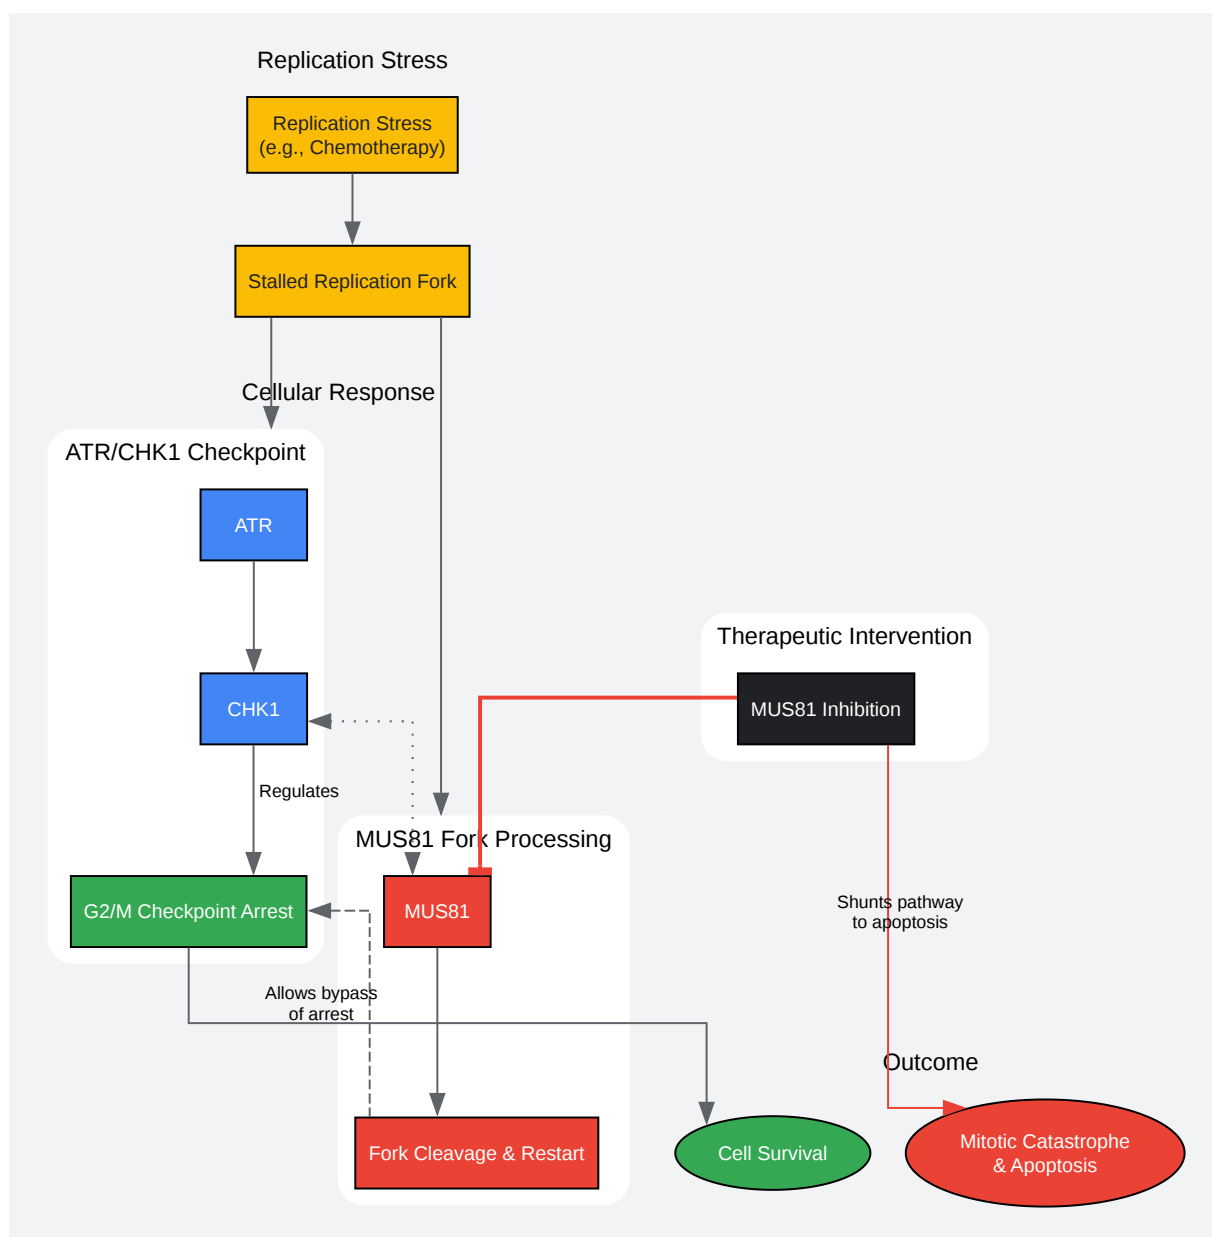 Replication Stress
Replication Stress
(e.g., Chemotherapy)
Stalled Replication Fork
Cellular Response
ATR/CHK1 Checkpoint
ATR
Therapeutic Intervention
CHK1
MUS81 Inhibition
Regulates
MUS81 Fork Processing
G2/M Checkpoint Arrest
MUS81
Shunts pathway
to apoptosis
Allows bypass
of arrest
Outcome
Fork Cleavage & Restart
Cell Survival
Mitotic Catastrophe
& Apoptosis